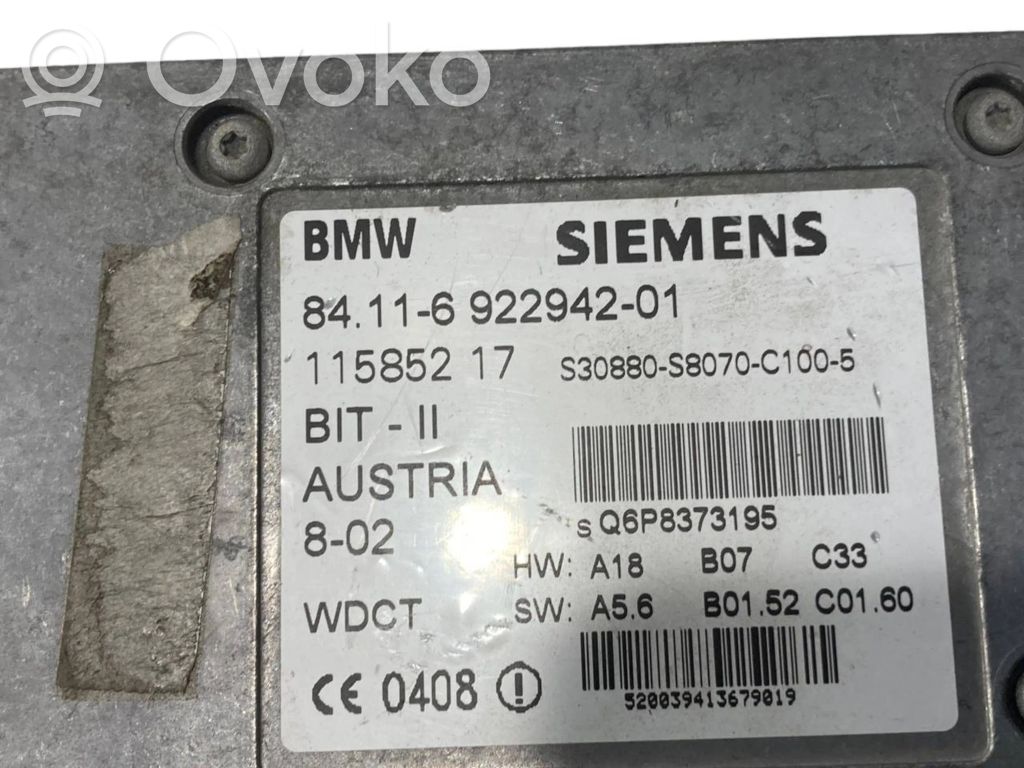 Ovoko
BMW SIEMENS
84.11-6 922942-01
115852 17 S30880-S8070-C100-5
BIT - II
AUSTRIA
S Q6P8373195
8-02
HW: A18 B07 C33
WDCT SW: A5.6 B01.52 C01.60
CE 0408
520039413679019